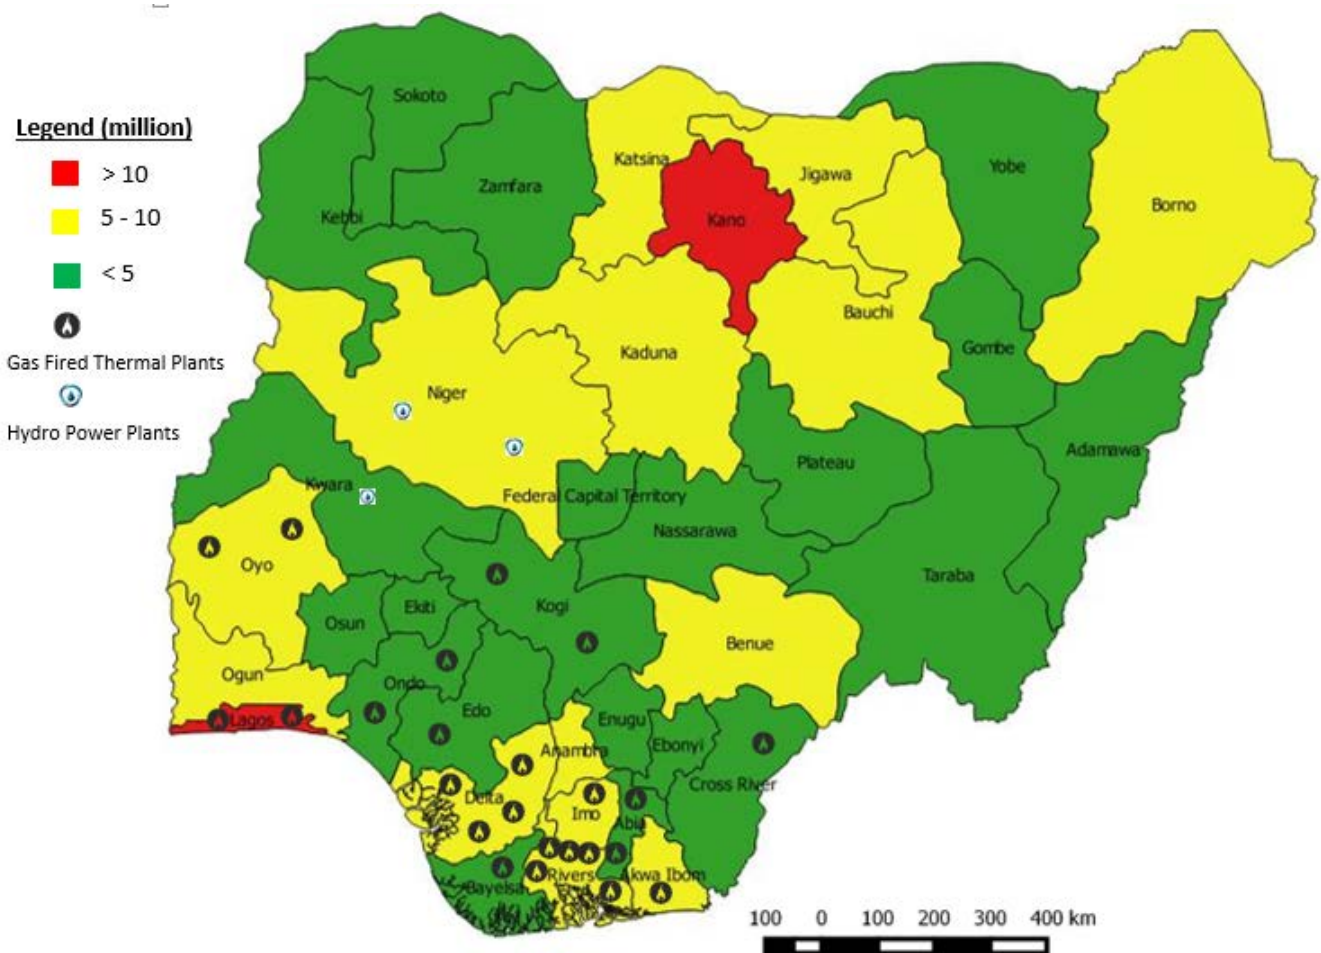 Legend (million)
> 10
5 - 10
< 5
Gas Fired Thermal Plants
Hydro Power Plants
Sokoto
Katsina
Jigawa
Yobe
Zamfara
Borno
Kebbi
Kano
Bauchi
Gombe
Kaduna
Niger
Adamawa
Plateau
Kwara
Federal Capital Territory
Nassarawa
Oyo
Taraba
Kogi
Ekiti
Osun
Benue
Ogun
Ondo
Edo
Lagos
Enugu
Ebonyi
Anambra
Cross River
Delta
Imo
Abia
Rivers
Akwa Ibom
Bayelsa
100 0 100 200 300 400 km